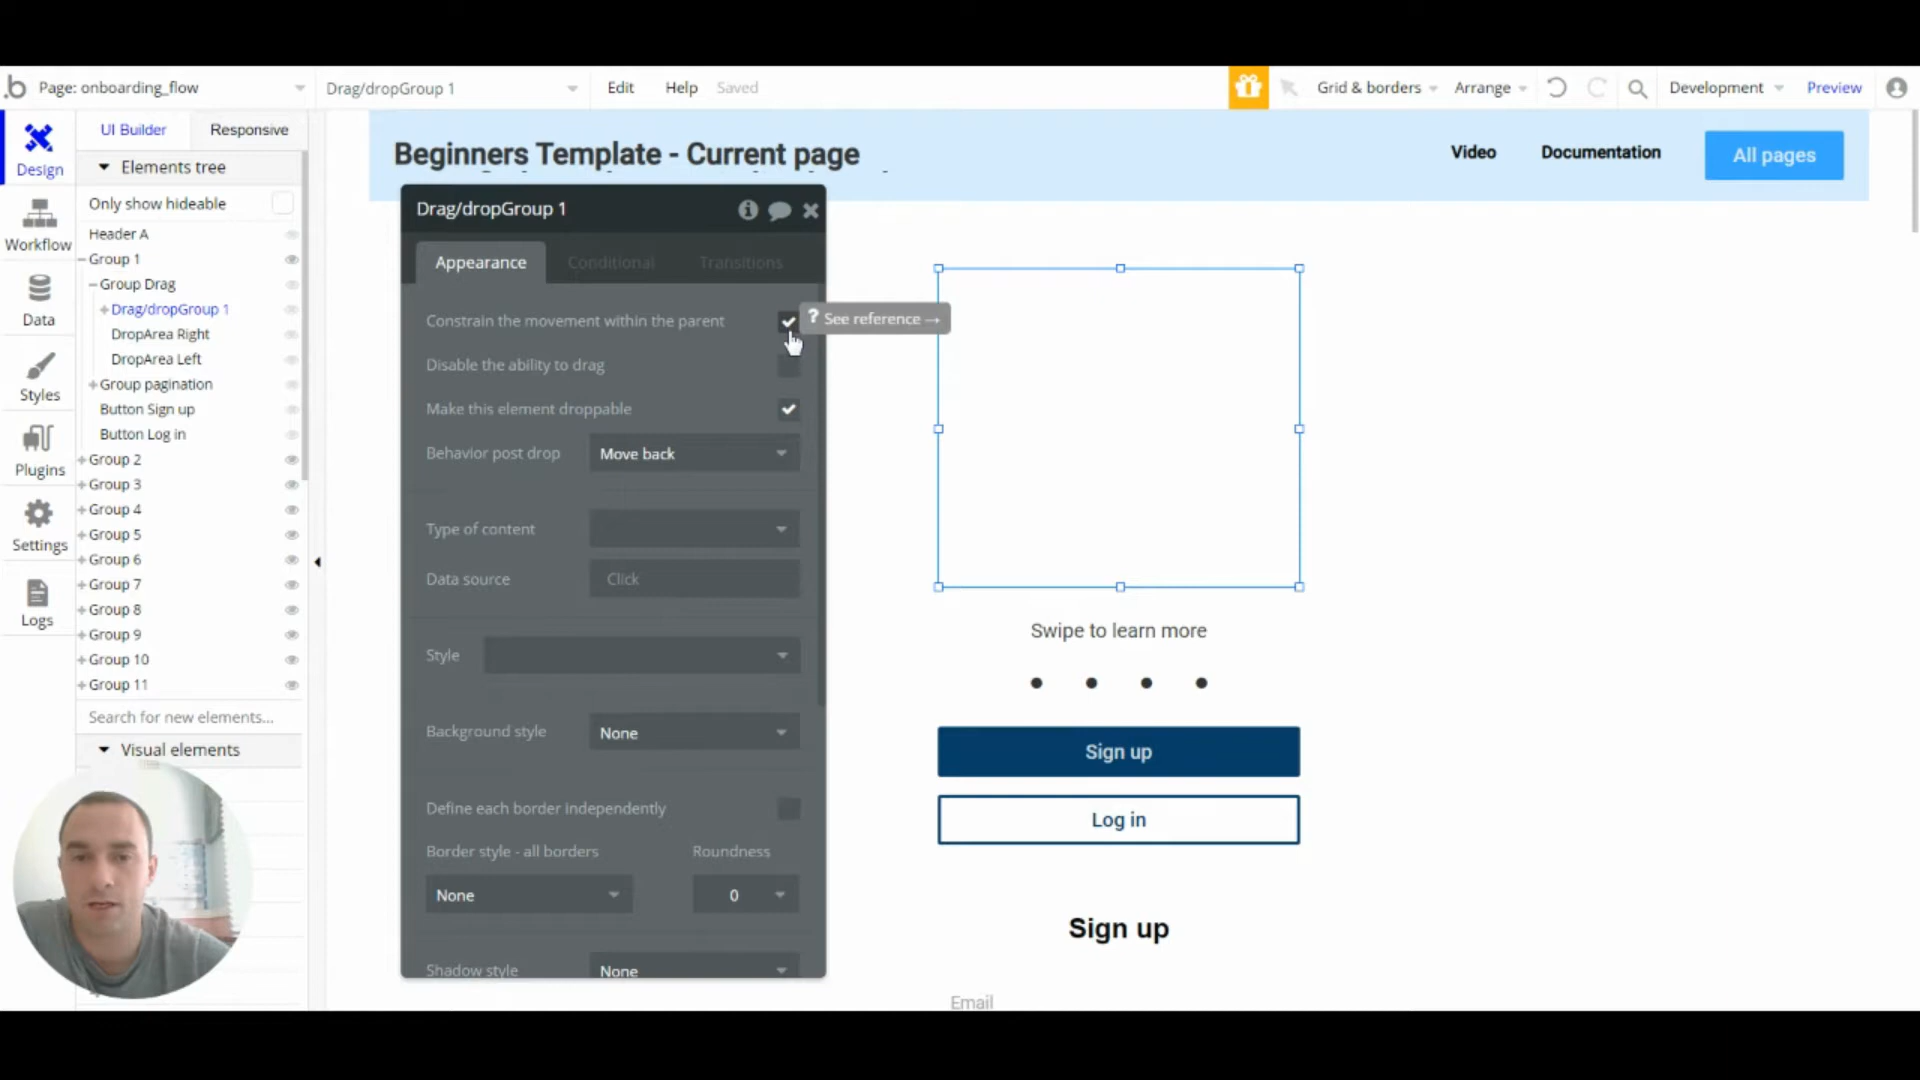 .b Page: onboarding_flow
Drag/dropGroup 1
Edit
Help
Saved
Grid & borders
Arrange
Development
Preview
Design
Workflow
Data
Styles
Plugins
Settings
Logs
UI Builder
Responsive
Elements tree
Only show hideable
Header A
Group 1
Group Drag
Drag/dropGroup 1
DropArea Right
DropArea Left
Group pagination
Button Sign up
Button Log in
Group 2
Group 3
Group 4
Group 5
Group 6
Group 7
Group 8
Group 9
Group 10
Group 11
Search for new elements...
Visual elements
Beginners Template - Current page
Video
Documentation
All pages
Drag/dropGroup 1
Appearance
Conditional
Transitions
Constrain the movement within the parent
? See reference →
Disable the ability to drag
Make this element droppable
Behavior post drop
Move back
Type of content
Data source
Click
Style
Background style
None
Define each border independently
Border style - all borders
Roundness
None
0
Shadow style
None
Swipe to learn more
Sign up
Log in
Sign up
Email